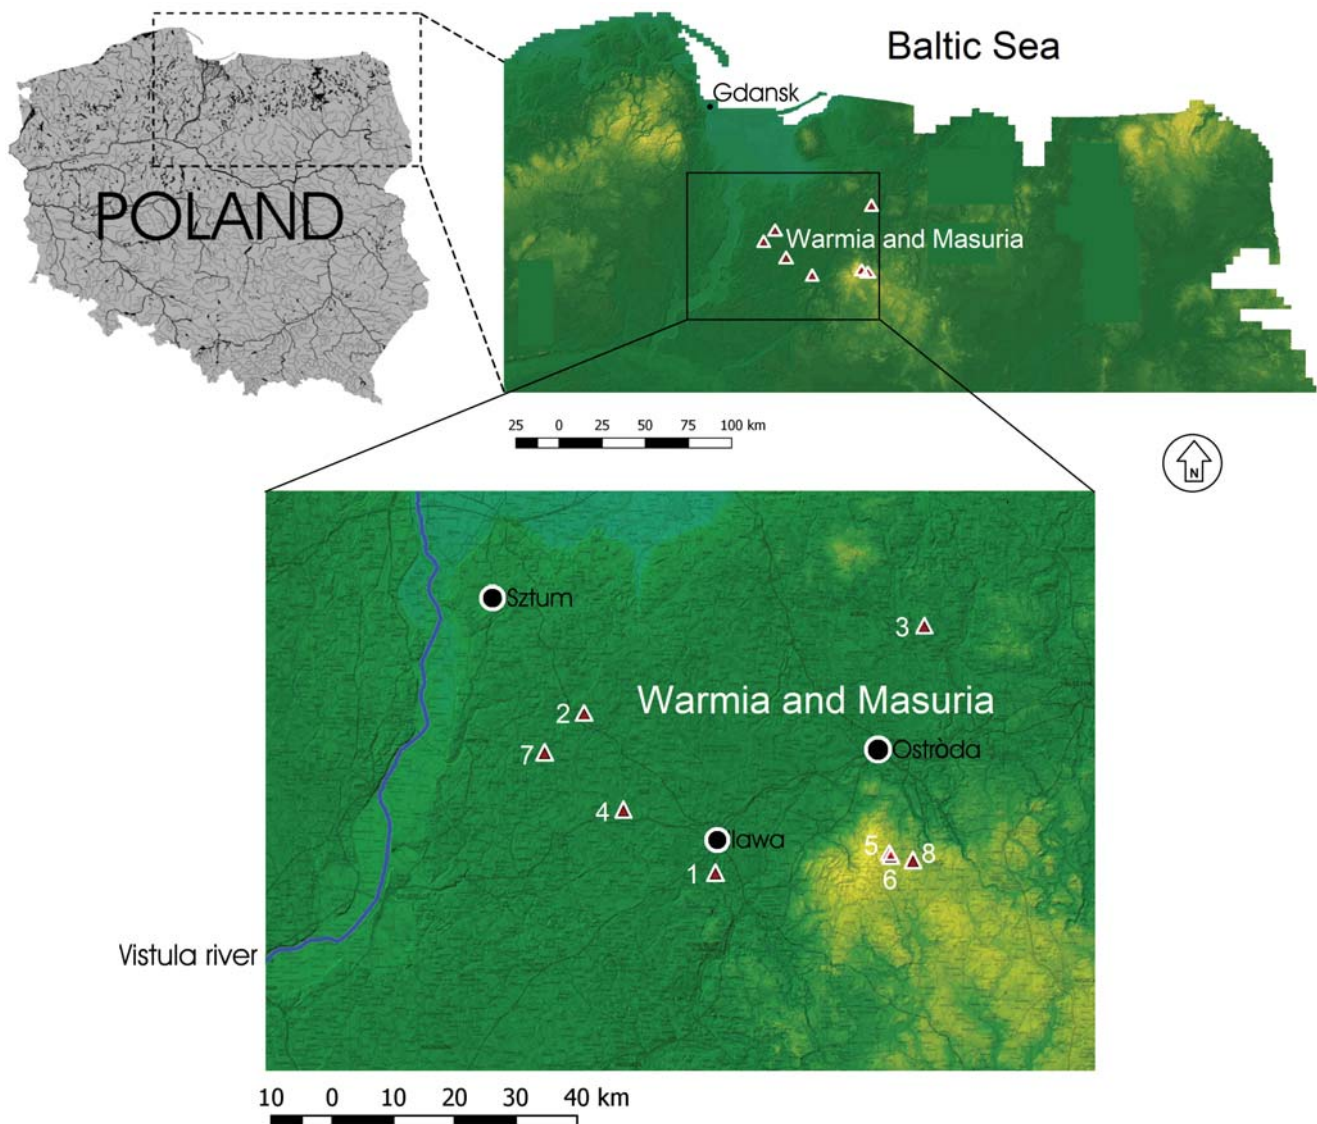 Baltic Sea
Gdansk
POLAND
Warmia and Masuria
25 0 25 50 75 100 km
N
Sztum
3
Warmia and Masuria
2
7
Ostròda
4
Iława
5
8
1
6
Vistula river
10 0 10 20 30 40 km